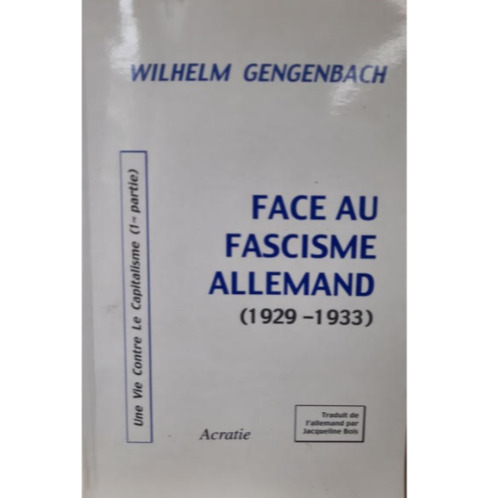 WILHELM GENGENBACH
FACE AU
FASCISME
ALLEMAND
(1929 – 1933)
Une Vie Contre Le Capitalisme (1re partie)
Traduit de
l'allemand par
Jacqueline Bois
Acratie